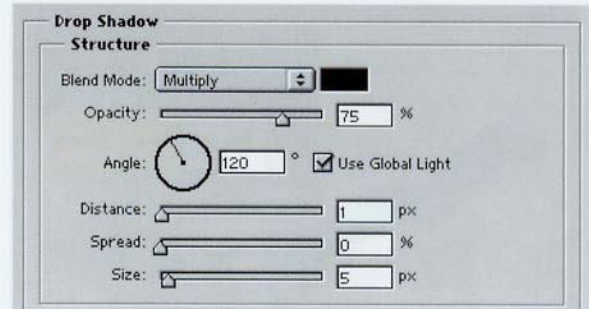 Drop Shadow
Structure
Blend Mode: Multiply
Opacity: 75 %
Angle: 120 ° Use Global Light
Distance: 1 px
Spread: 0 %
Size: 5 px